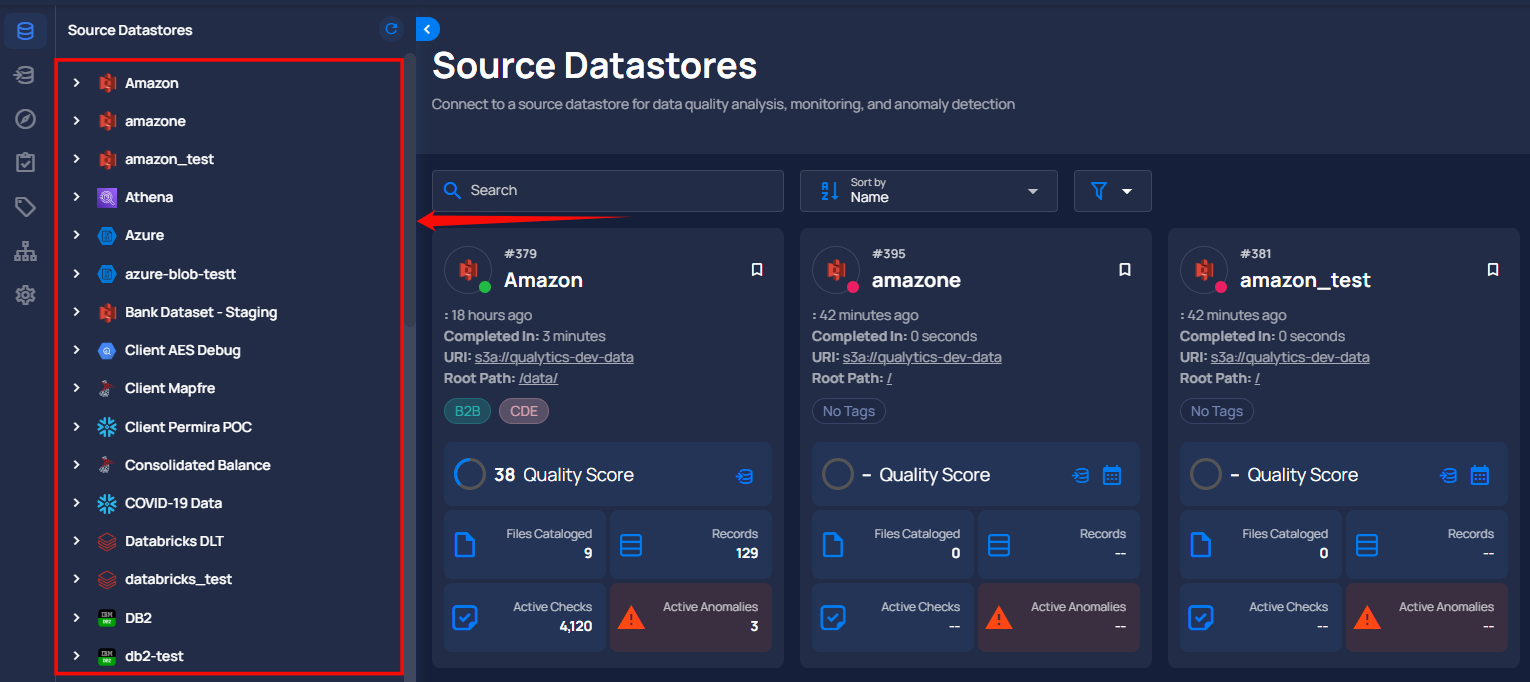 Source Datastores
Amazon
amazone
amazon_test
Athena
Azure
azure-blob-testt
Bank Dataset - Staging
Client AES Debug
Client Mapfre
Client Permira POC
Consolidated Balance
COVID-19 Data
Databricks DLT
databricks_test
DB2
db2-test
Source Datastores
Connect to a source datastore for data quality analysis, monitoring, and anomaly detection
Search
Sort by
Name
#379
Amazon
: 18 hours ago
Completed In: 3 minutes
URI: s3a://qualytics-dev-data
Root Path: /data/
B2B CDE
38 Quality Score
Files Cataloged
9
Records
129
Active Checks
4,120
Active Anomalies
3
#395
amazone
: 42 minutes ago
Completed In: 0 seconds
URI: s3a://qualytics-dev-data
Root Path: /
No Tags
– Quality Score
Files Cataloged
0
Records
--
Active Checks
--
Active Anomalies
--
#381
amazon_test
: 42 minutes ago
Completed In: 0 seconds
URI: s3a://qualytics-dev-data
Root Path: /
No Tags
– Quality Score
Files Cataloged
0
Records
--
Active Checks
--
Active Anomalies
--